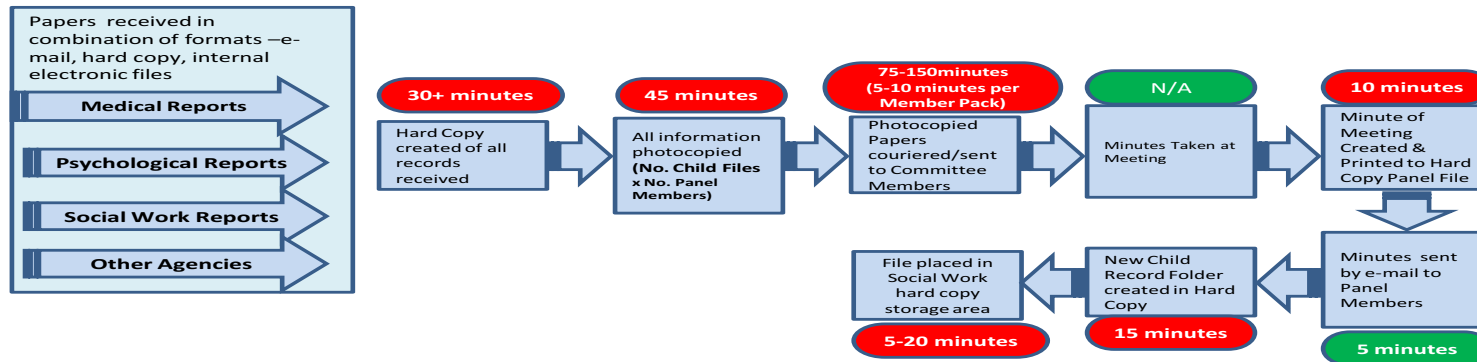 Papers received in
combination of formats –e-
mail, hard copy, internal
electronic files
Medical Reports
Psychological Reports
Social Work Reports
Other Agencies
30+ minutes
Hard Copy
created of all
records
received
45 minutes
All information
photocopied
(No. Child Files
x No. Panel
Members)
75-150minutes
(5-10 minutes per
Member Pack)
Photocopied
Papers
couriered/sent
to Committee
Members
N/A
Minutes Taken at
Meeting
10 minutes
Minute of
Meeting
Created &
Printed to Hard
Copy Panel File
Minutes sent
by e-mail to
Panel
Members
5 minutes
New Child
Record Folder
created in Hard
Copy
15 minutes
File placed in
Social Work
hard copy
storage area
5-20 minutes